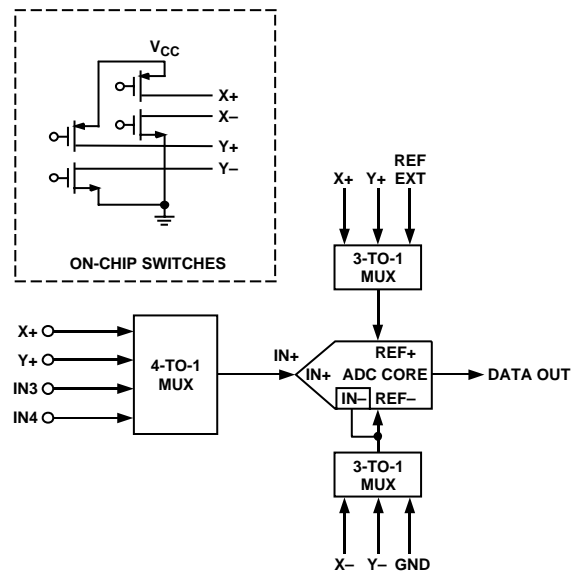 VCC
X+
X–
Y+
Y–
ON-CHIP SWITCHES
X+ Y+ REF EXT
3-TO-1
MUX
X+
Y+
IN3
IN4
4-TO-1
MUX
IN+
IN+
REF+
ADC CORE
IN– REF–
DATA OUT
3-TO-1
MUX
X– Y– GND